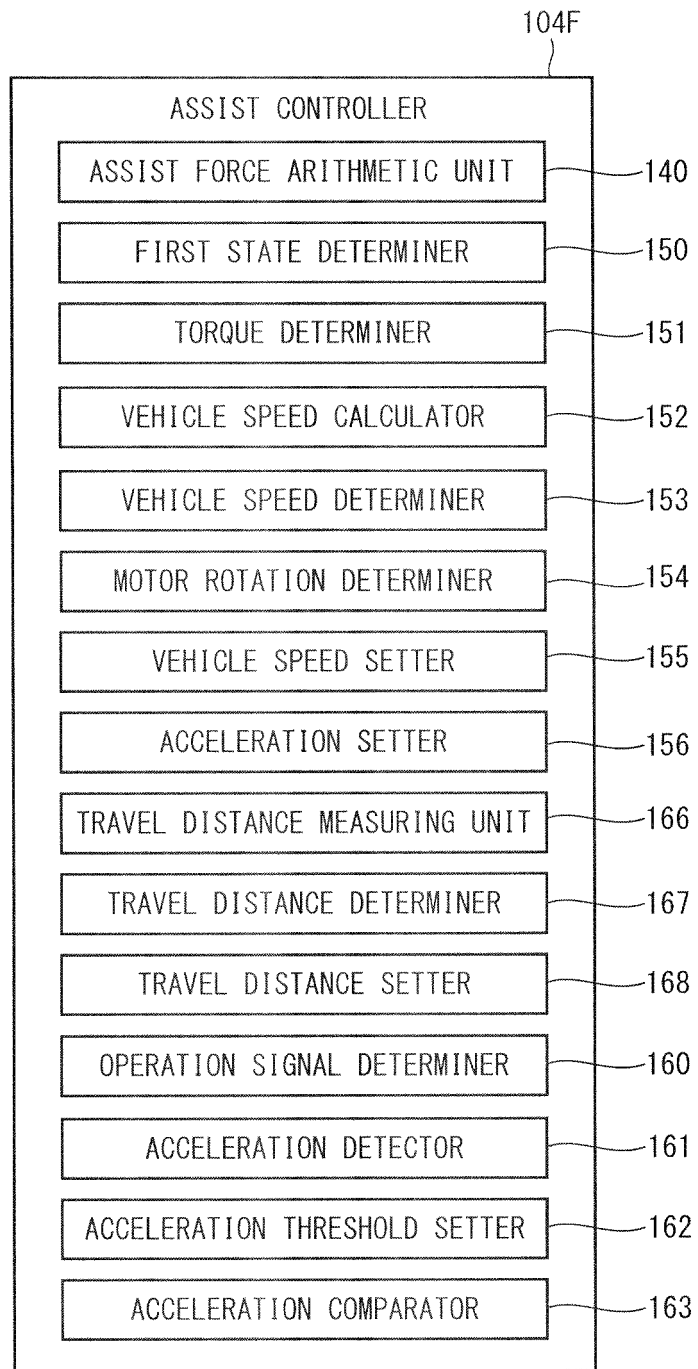 104F
ASSIST CONTROLLER
ASSIST FORCE ARITHMETIC UNIT 140
FIRST STATE DETERMINER 150
TORQUE DETERMINER 151
VEHICLE SPEED CALCULATOR 152
VEHICLE SPEED DETERMINER 153
MOTOR ROTATION DETERMINER 154
VEHICLE SPEED SETTER 155
ACCELERATION SETTER 156
TRAVEL DISTANCE MEASURING UNIT 166
TRAVEL DISTANCE DETERMINER 167
TRAVEL DISTANCE SETTER 168
OPERATION SIGNAL DETERMINER 160
ACCELERATION DETECTOR 161
ACCELERATION THRESHOLD SETTER 162
ACCELERATION COMPARATOR 163